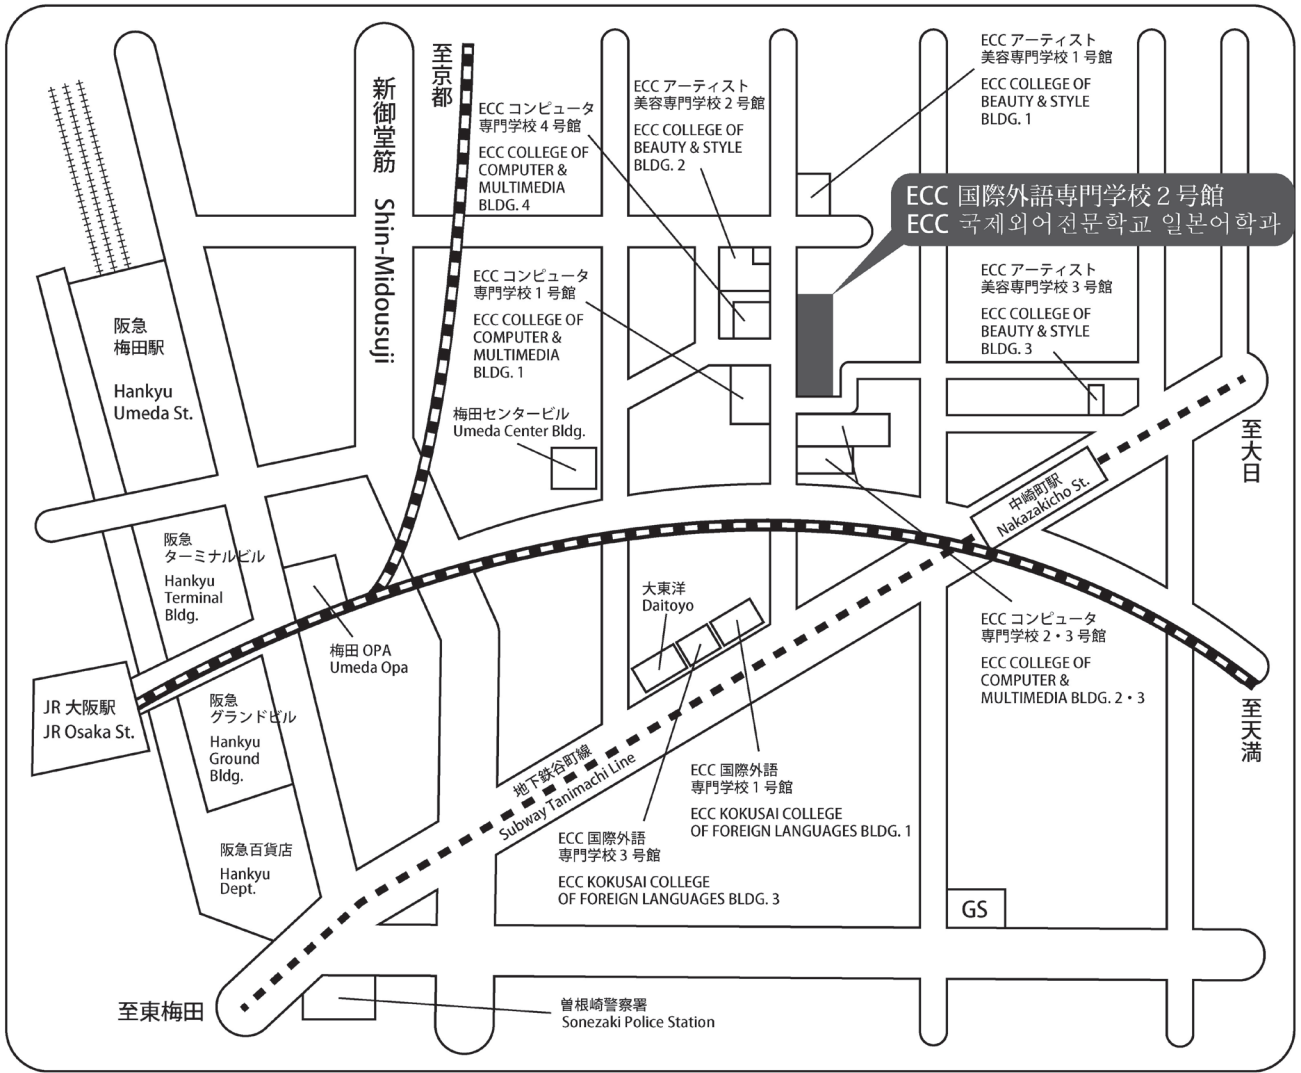 至京都
新御堂筋 Shin-Midousuji
ECC コンピュータ
専門学校4号館
ECC COLLEGE OF
COMPUTER &
MULTIMEDIA
BLDG. 4
ECC アーティスト
美容専門学校2号館
ECC COLLEGE OF
BEAUTY & STYLE
BLDG. 2
ECC アーティスト
美容専門学校1号館
ECC COLLEGE OF
BEAUTY & STYLE
BLDG. 1
ECC 国際外語専門学校2号館
ECC 국제외어전문학교 일본어학과
ECC コンピュータ
専門学校1号館
ECC COLLEGE OF
COMPUTER &
MULTIMEDIA
BLDG. 1
ECC アーティスト
美容専門学校3号館
ECC COLLEGE OF
BEAUTY & STYLE
BLDG. 3
阪急
梅田駅
Hankyu
Umeda St.
梅田センタービル
Umeda Center Bldg.
至大日
中崎町駅
Nakazakicho St.
阪急
ターミナルビル
Hankyu
Terminal
Bldg.
大東洋
Daitoyo
梅田 OPA
Umeda Opa
ECC コンピュータ
専門学校2・3号館
ECC COLLEGE OF
COMPUTER &
MULTIMEDIA BLDG. 2・3
JR 大阪駅
JR Osaka St.
阪急
グランドビル
Hankyu
Ground
Bldg.
至天満
地下鉄谷町線
Subway Tanimachi Line
ECC 国際外語
専門学校1号館
ECC KOKUSAI COLLEGE
OF FOREIGN LANGUAGES BLDG. 1
ECC 国際外語
専門学校3号館
ECC KOKUSAI COLLEGE
OF FOREIGN LANGUAGES BLDG. 3
阪急百貨店
Hankyu
Dept.
GS
至東梅田
曽根崎警察署
Sonezaki Police Station